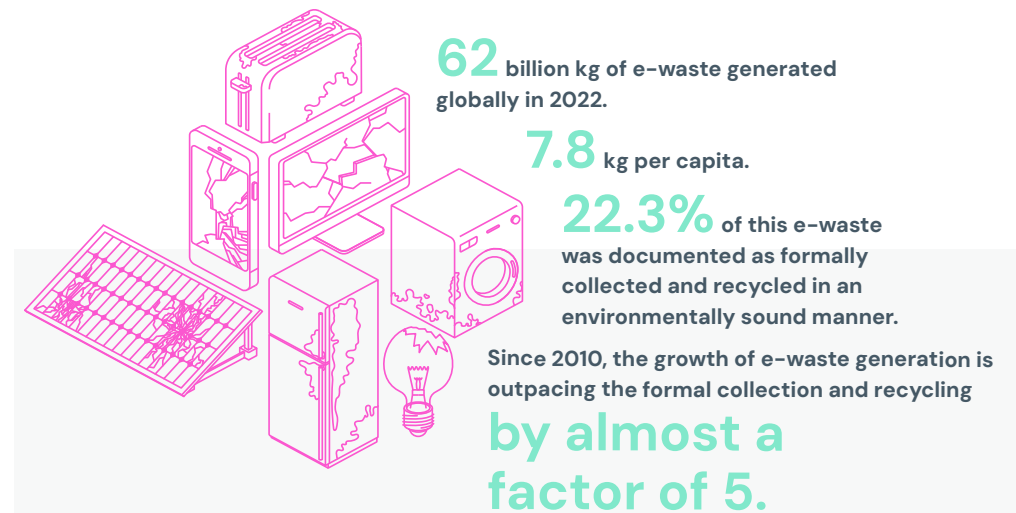 62 billion kg of e-waste generated
globally in 2022.
7.8 kg per capita.
22.3% of this e-waste
was documented as formally
collected and recycled in an
environmentally sound manner.
Since 2010, the growth of e-waste generation is
outpacing the formal collection and recycling
by almost a
factor of 5.